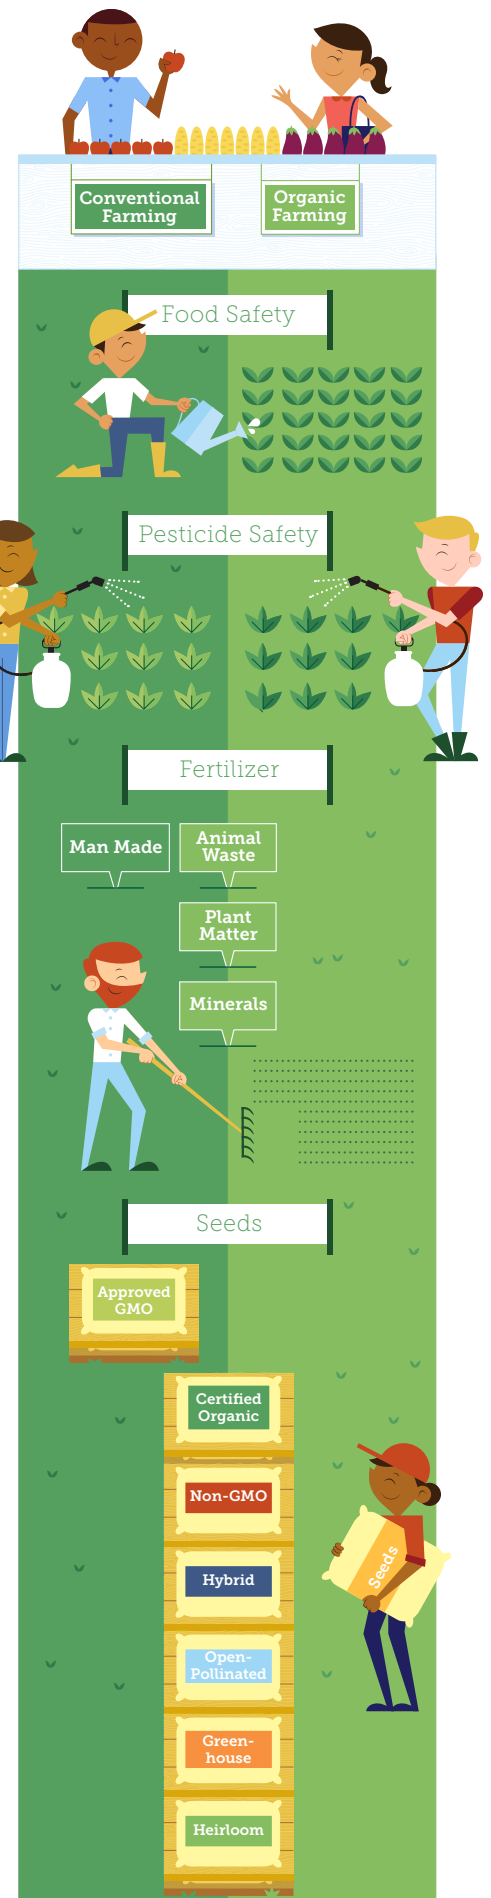 Conventional
Farming
Organic
Farming
Food Safety
Pesticide Safety
Fertilizer
Man Made
Animal
Waste
Plant
Matter
Minerals
Seeds
Approved
GMO
Certified
Organic
Non-GMO
Hybrid
Seeds
Open-
Pollinated
Green-
house
Heirloom